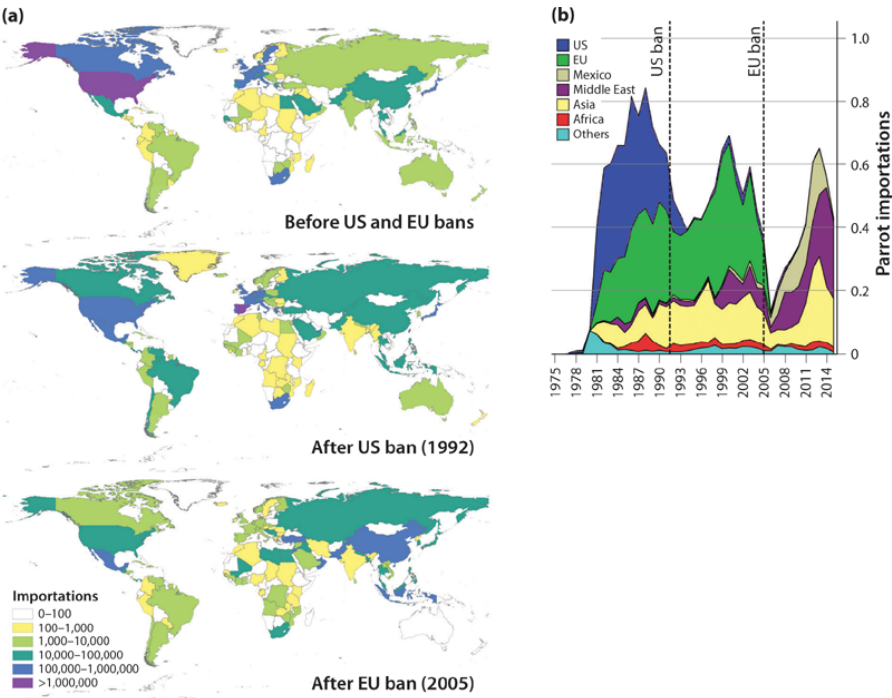 (a)
Before US and EU bans
After US ban (1992)
Importations
0–100
100–1,000
1,000–10,000
10,000–100,000
100,000–1,000,000
>1,000,000
After EU ban (2005)
(b)
US ban
EU ban
US
EU
Mexico
Middle East
Asia
Africa
Others
1.0
0.8
0.6
0.4
0.2
0
Parrot importations
1975
1978
1981
1984
1987
1990
1993
1996
1999
2002
2005
2008
2011
2014